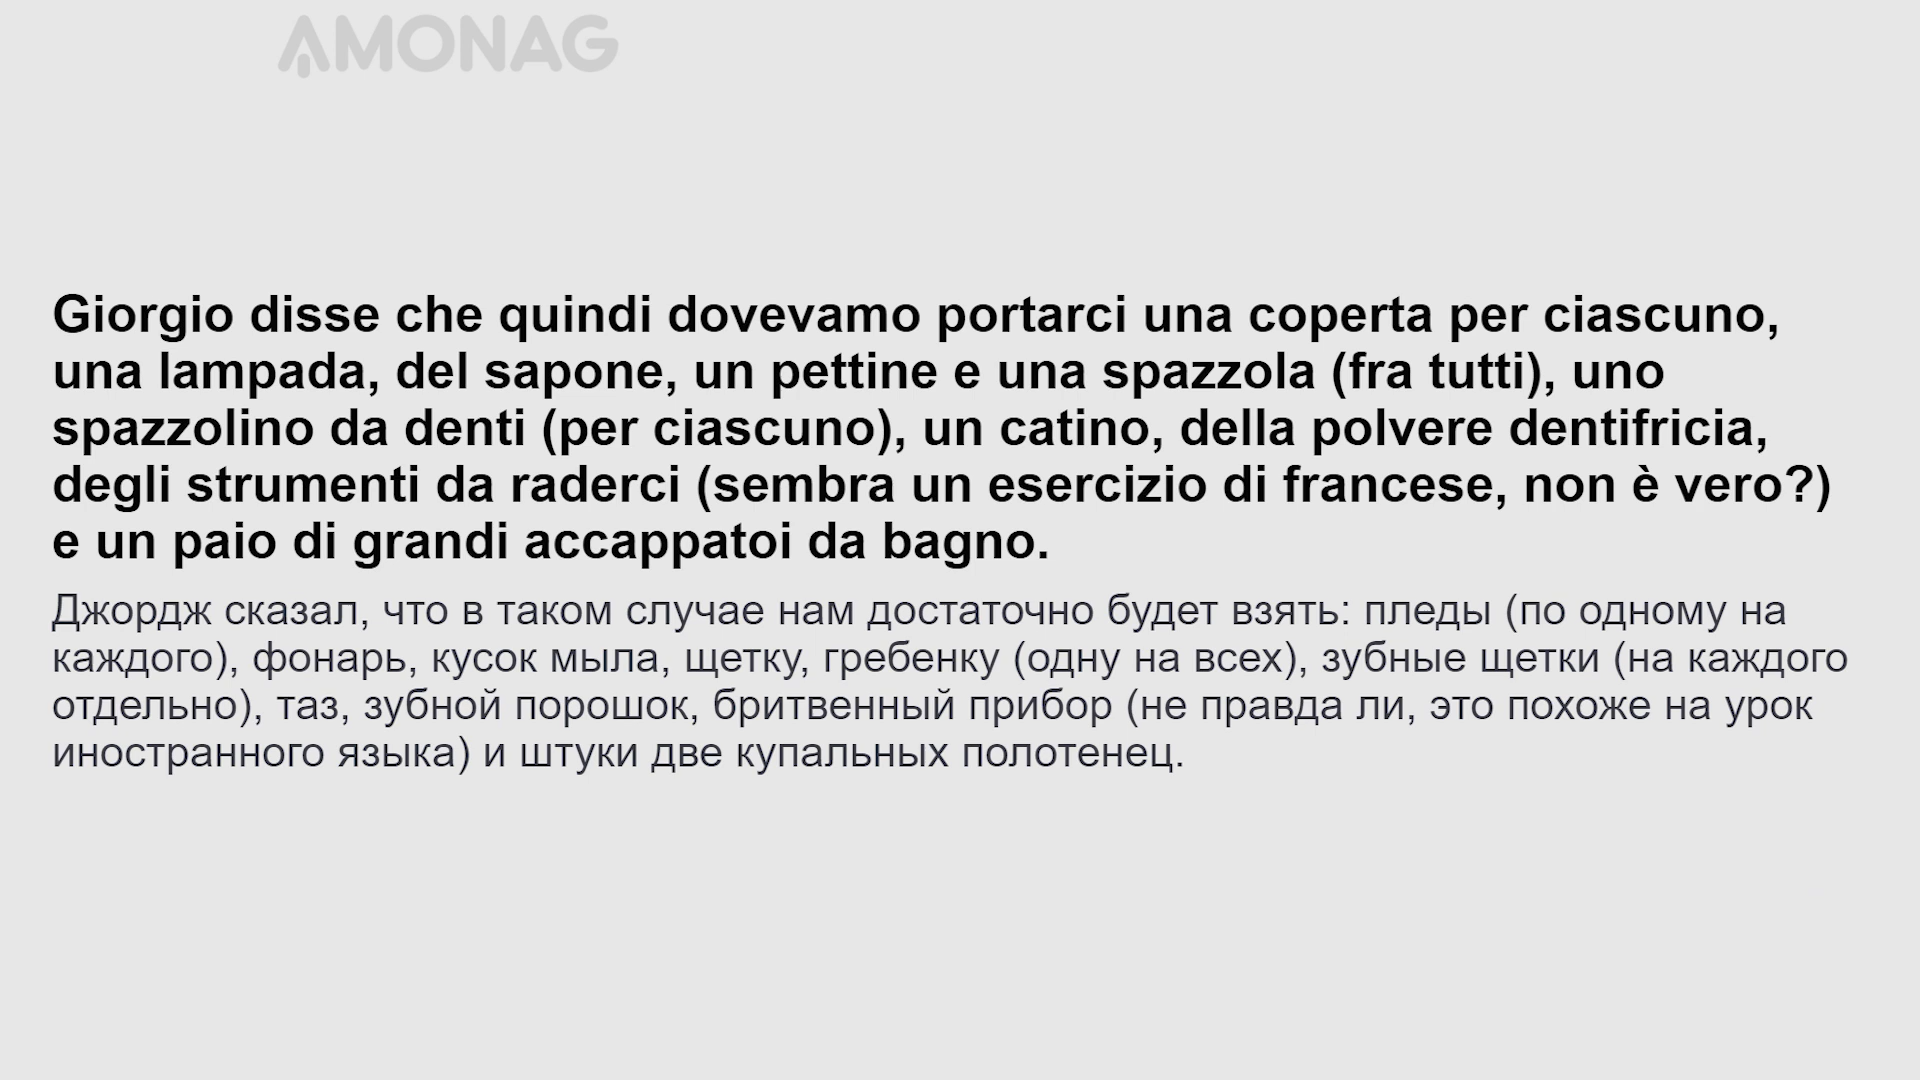 AMONAG
Giorgio disse che quindi dovevamo portarci una coperta per ciascuno,
una lampada, del sapone, un pettine e una spazzola (fra tutti), uno
spazzolino da denti (per ciascuno), un catino, della polvere dentifricia,
degli strumenti da raderci (sembra un esercizio di francese, non è vero?)
e un paio di grandi accappatoi da bagno.
Джордж сказал, что в таком случае нам достаточно будет взять: пледы (по одному на
каждого), фонарь, кусок мыла, щетку, гребенку (одну на всех), зубные щетки (на каждого
отдельно), таз, зубной порошок, бритвенный прибор (не правда ли, это похоже на урок
иностранного языка) и штуки две купальных полотенец.